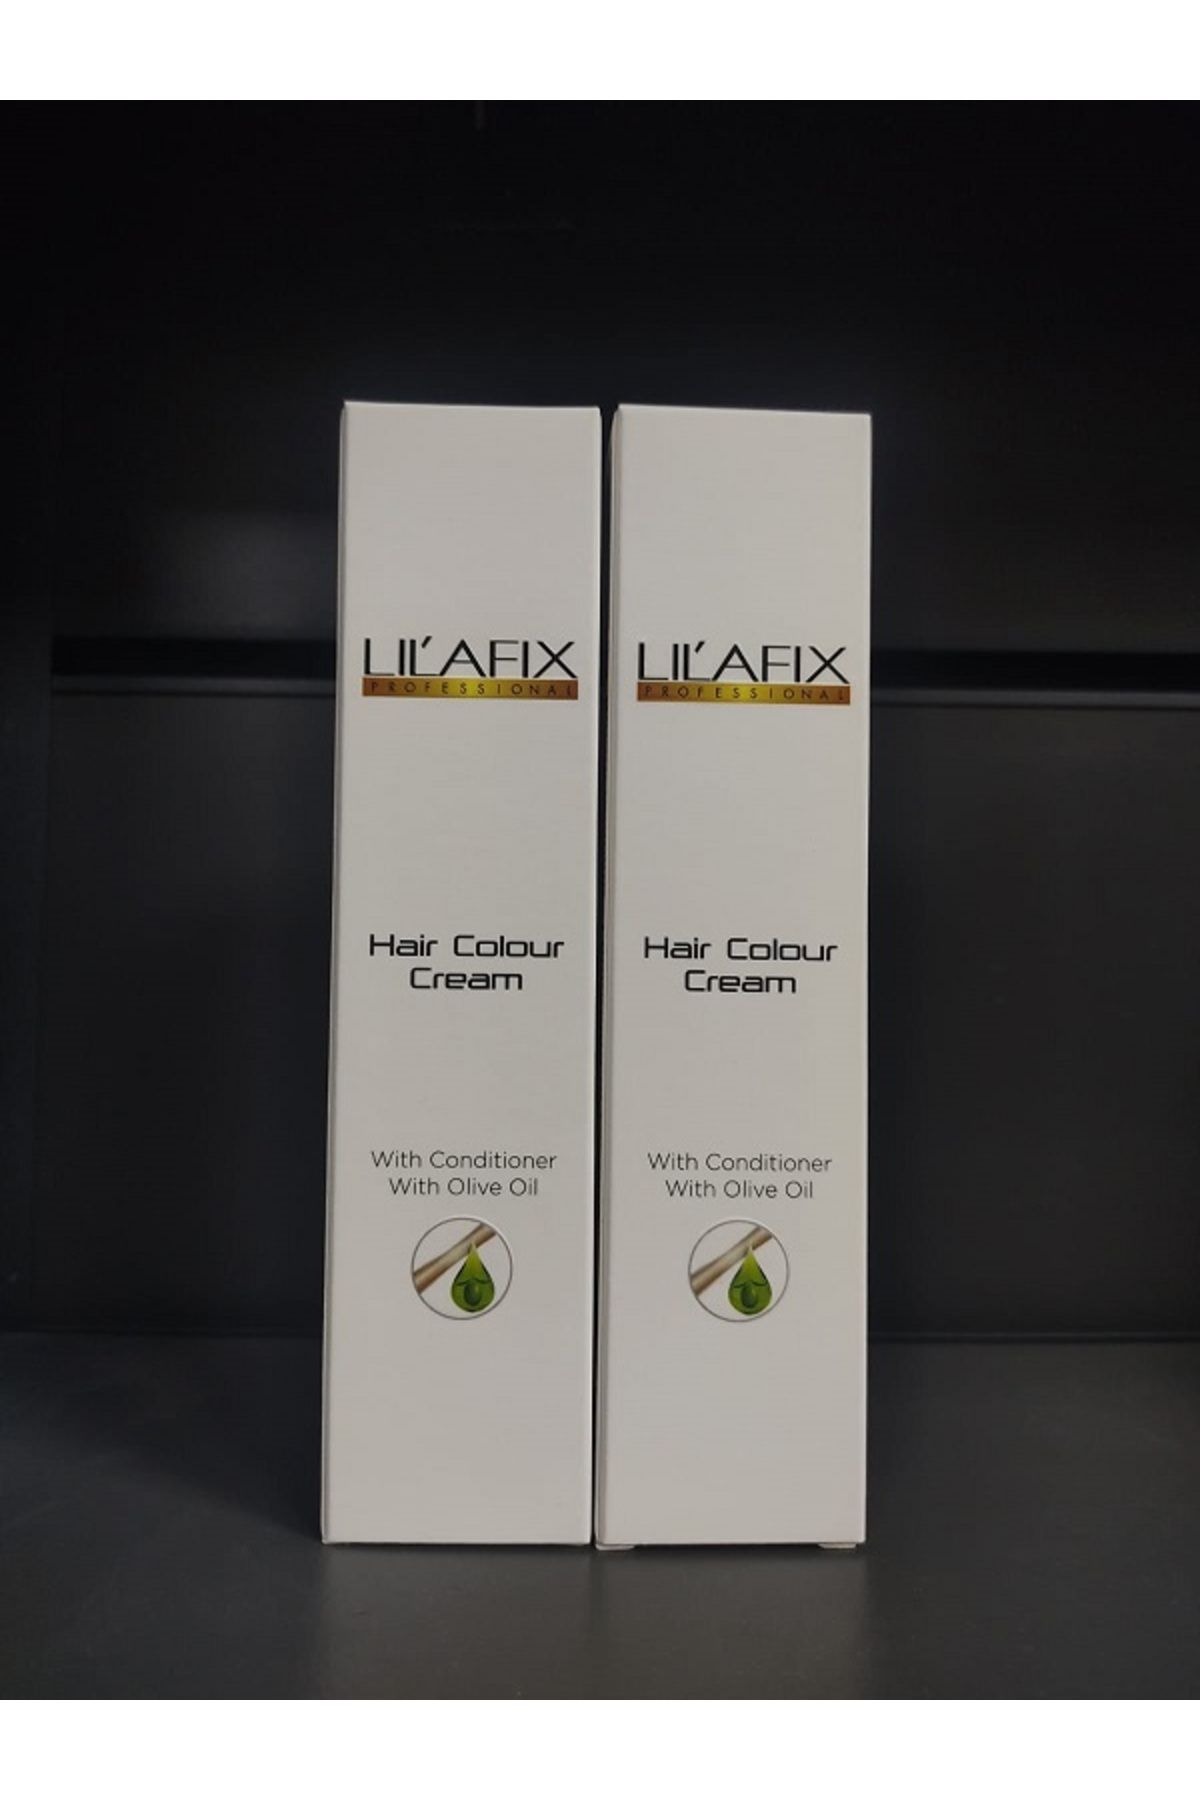 LIL'AFIX
PROFESSIONAL
Hair Colour
Cream
With Conditioner
With Olive Oil
LIL'AFIX
PROFESSIONAL
Hair Colour
Cream
With Conditioner
With Olive Oil